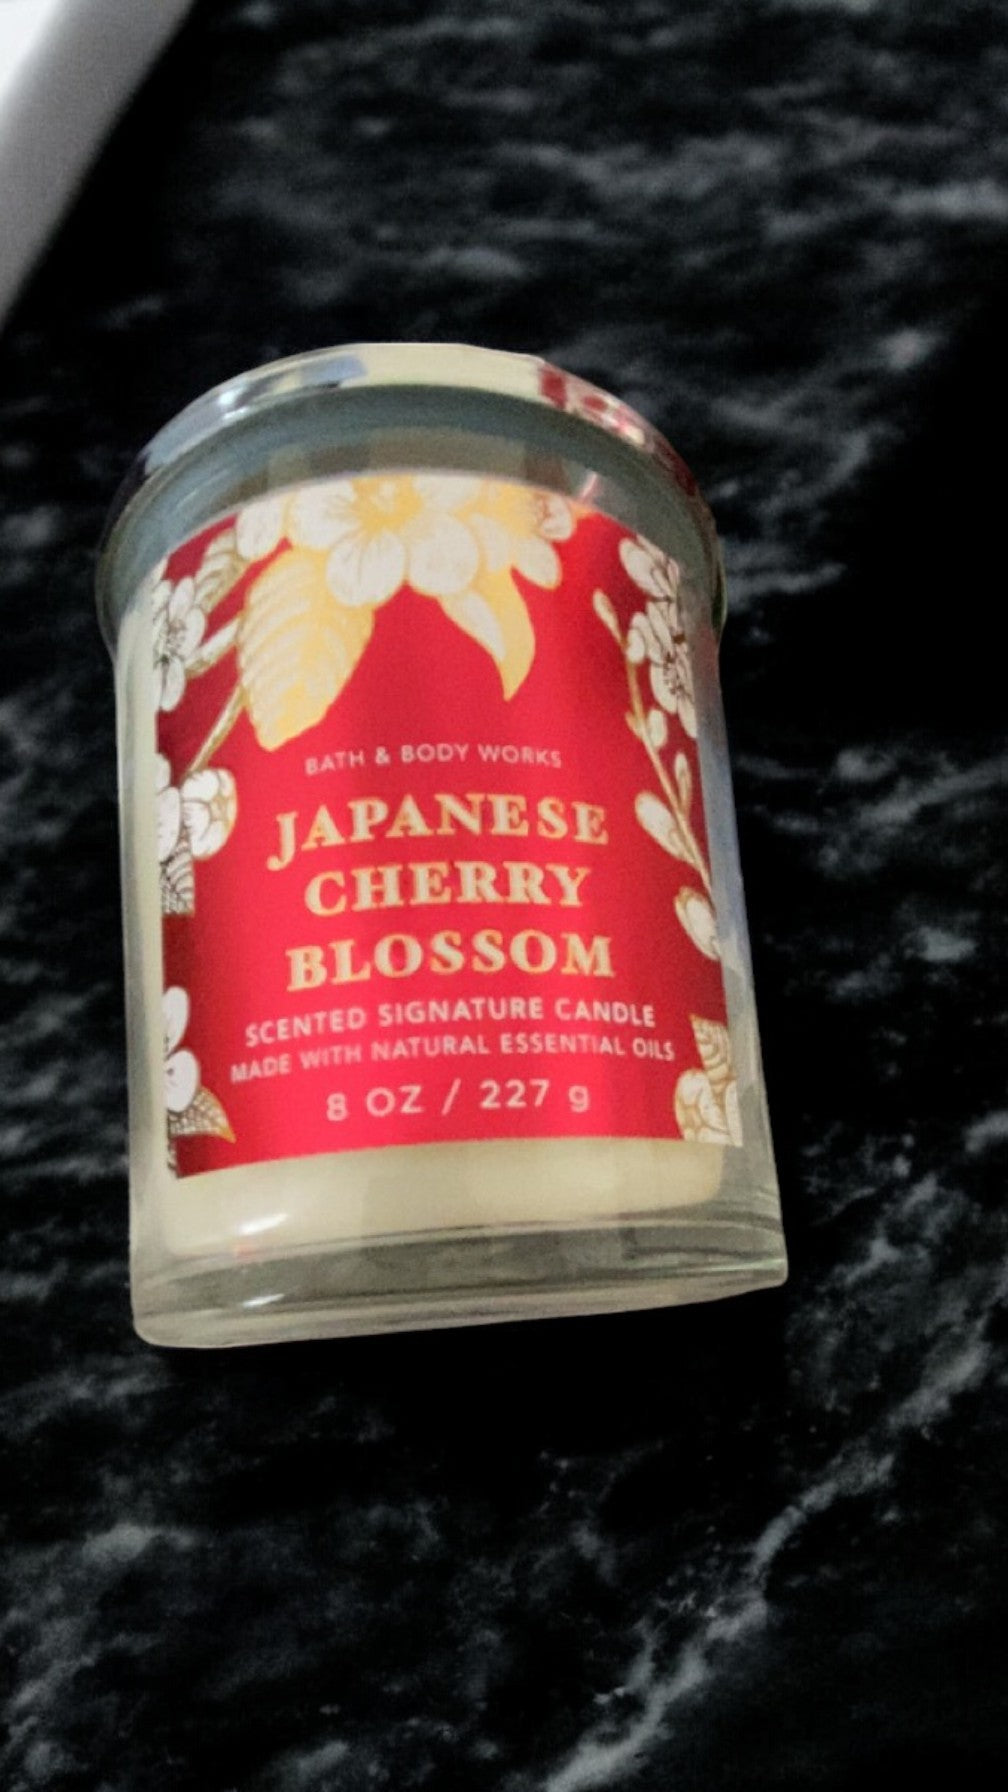 BATH & BODY WORKS
JAPANESE
CHERRY
BLOSSOM
SCENTED SIGNATURE CANDLE
MADE WITH NATURAL ESSENTIAL OILS
8 OZ / 227 g